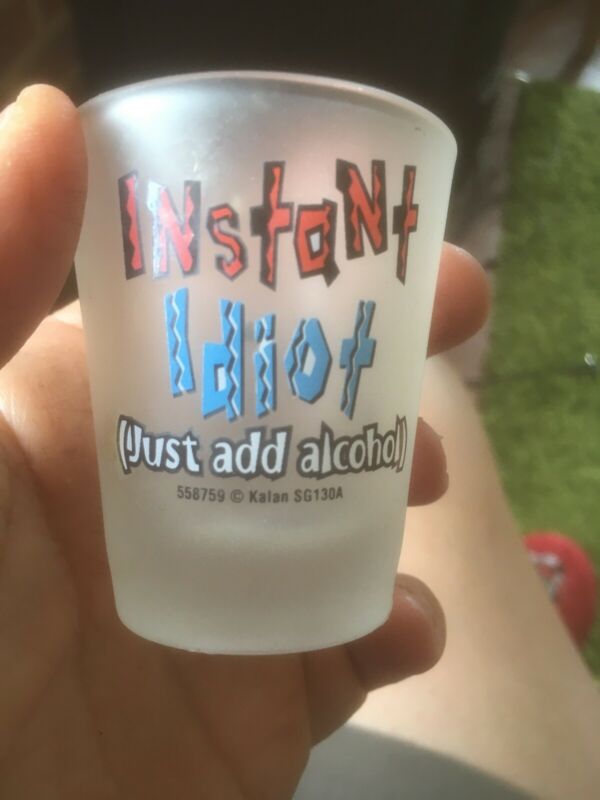 Instant
Idiot
(Just add alcohol)
558759 © Kalan SG130A